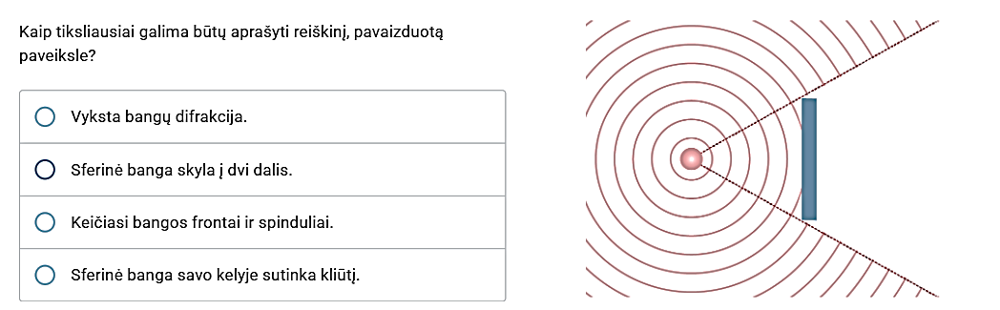 Kaip tiksliausiai galima būtų aprašyti reiškinį, pavaizduotą
paveiksle?
Vyksta bangų difrakcija.
Sferinė banga skyla į dvi dalis.
Keičiasi bangos frontai ir spinduliai.
Sferinė banga savo kelyje sutinka kliūtį.